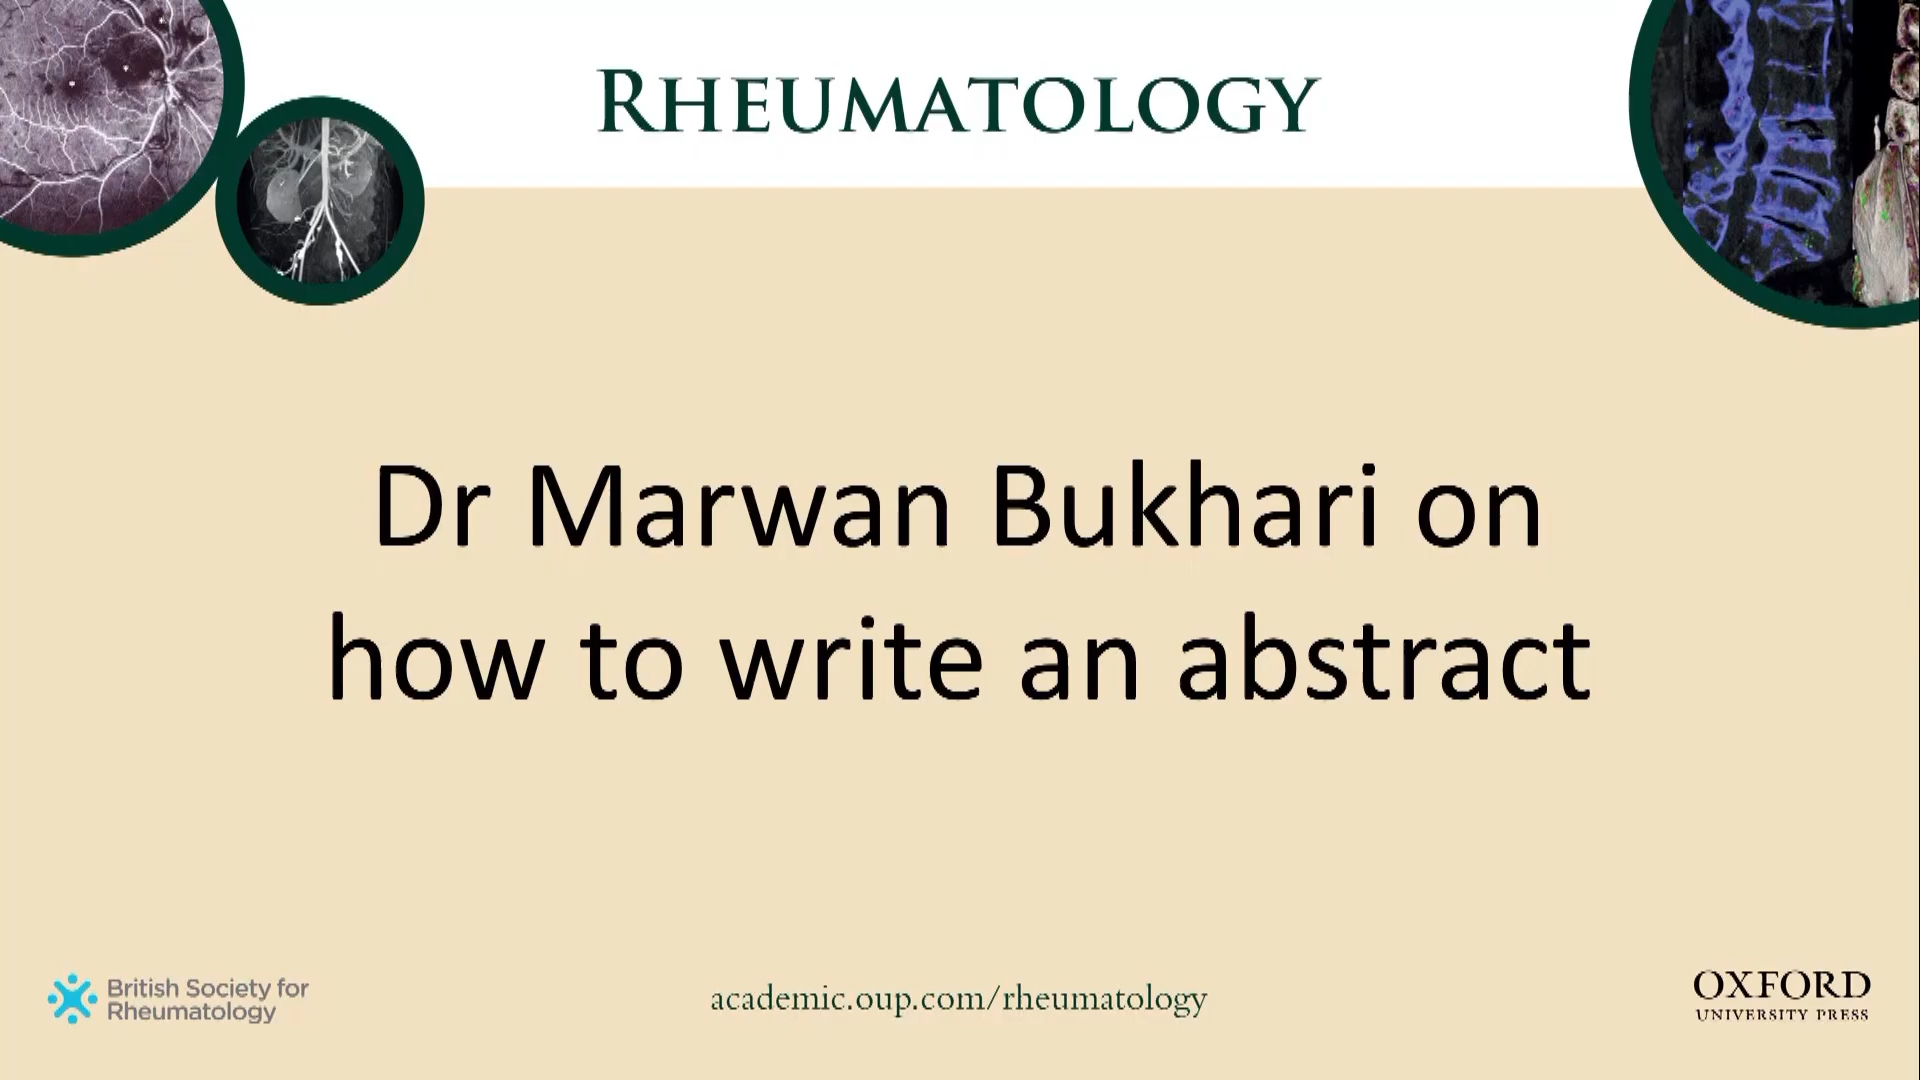 RHEUMATOLOGY
Dr Marwan Bukhari on
how to write an abstract
British Society for
Rheumatology
academic.oup.com/rheumatology
OXFORD
UNIVERSITY PRESS